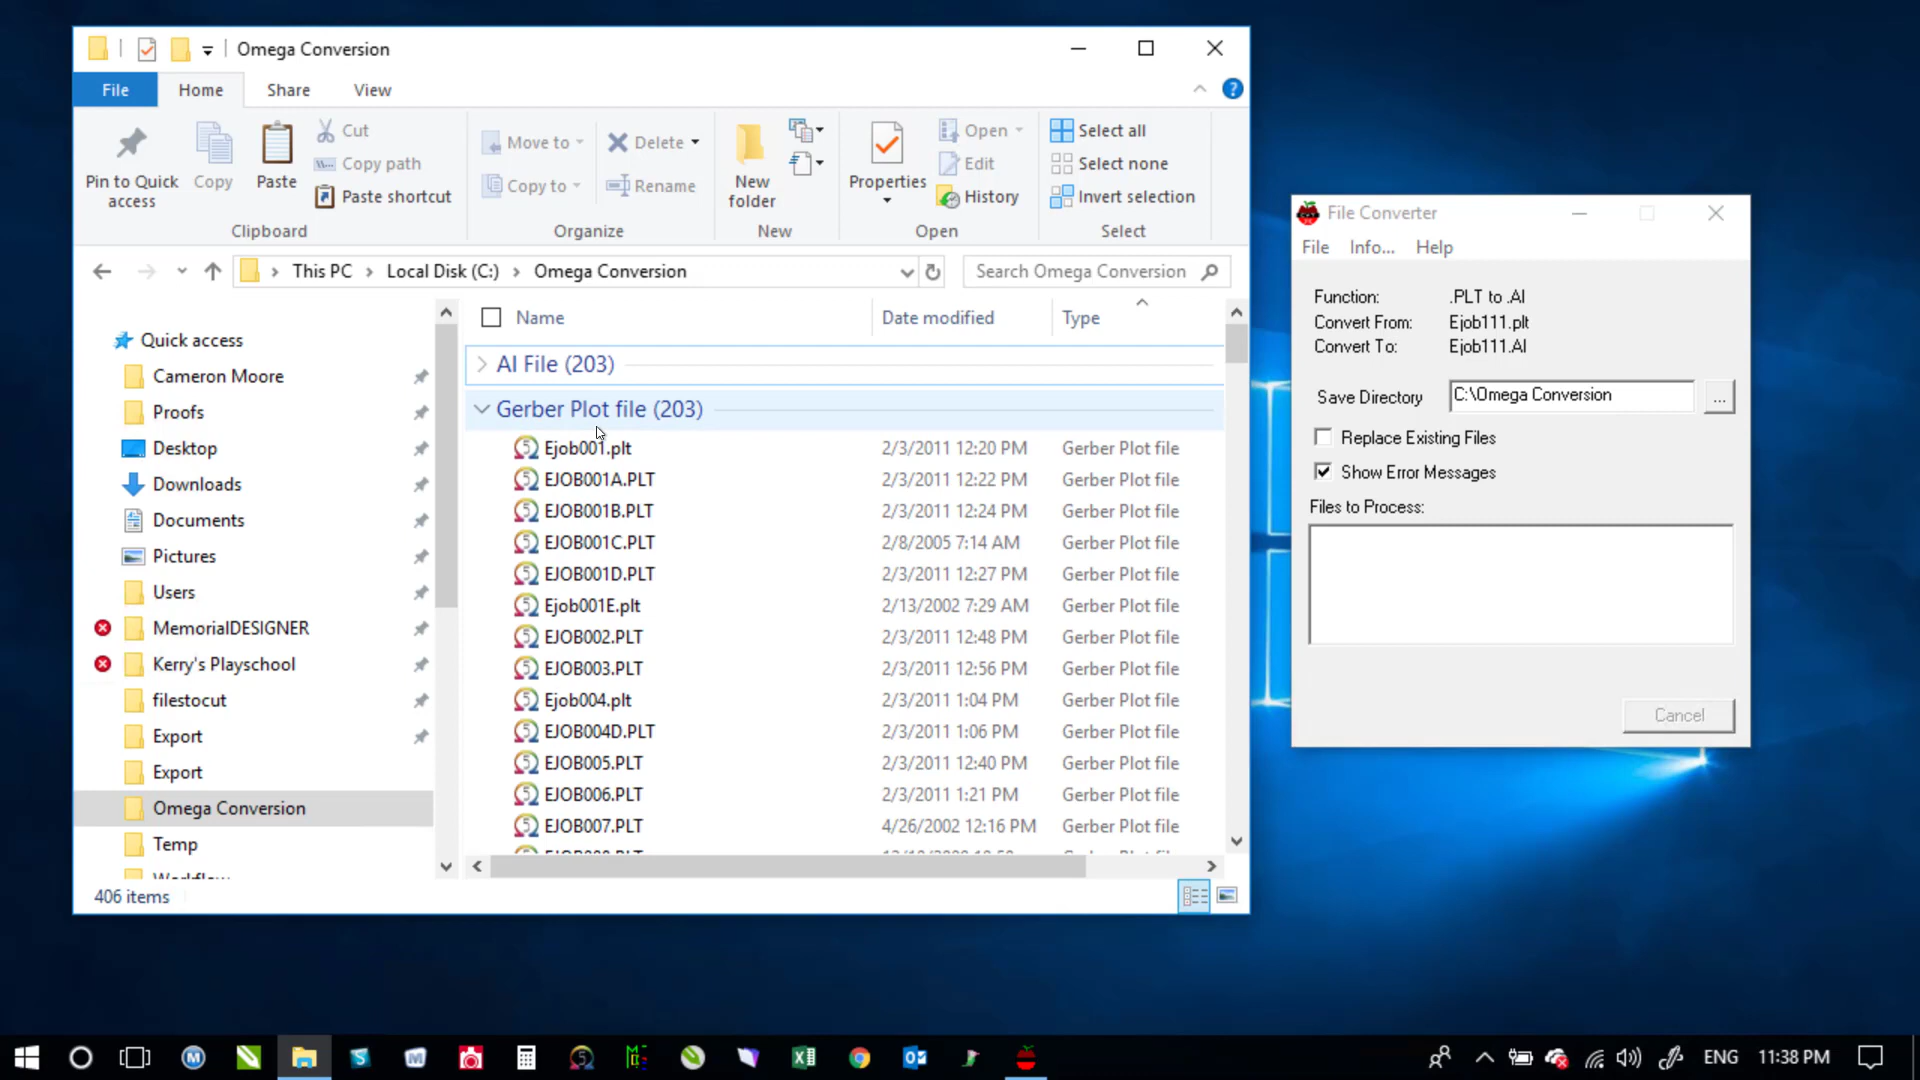 Omega Conversion
File Home Share View
Pin to Quick access
Copy
Paste
Cut
Copy path
Paste shortcut
Clipboard
Move to
Copy to
Delete
Rename
Organize
New folder
New
Properties
Open
Edit
History
Open
Select all
Select none
Invert selection
Select
This PC Local Disk (C:) Omega Conversion
Search Omega Conversion
Quick access
Cameron Moore
Proofs
Desktop
Downloads
Documents
Pictures
Users
MemorialDESIGNER
Kerry's Playschool
filestocut
Export
Export
Omega Conversion
Temp
Workflow
Name Date modified Type
AI File (203)
Gerber Plot file (203)
Ejob001.plt 2/3/2011 12:20 PM Gerber Plot file
EJOB001A.PLT 2/3/2011 12:22 PM Gerber Plot file
EJOB001B.PLT 2/3/2011 12:24 PM Gerber Plot file
EJOB001C.PLT 2/8/2005 7:14 AM Gerber Plot file
EJOB001D.PLT 2/3/2011 12:27 PM Gerber Plot file
Ejob001E.plt 2/13/2002 7:29 AM Gerber Plot file
EJOB002.PLT 2/3/2011 12:48 PM Gerber Plot file
EJOB003.PLT 2/3/2011 12:56 PM Gerber Plot file
Ejob004.plt 2/3/2011 1:04 PM Gerber Plot file
EJOB004D.PLT 2/3/2011 1:06 PM Gerber Plot file
EJOB005.PLT 2/3/2011 12:40 PM Gerber Plot file
EJOB006.PLT 2/3/2011 1:21 PM Gerber Plot file
EJOB007.PLT 4/26/2002 12:16 PM Gerber Plot file
406 items
File Converter
File Info... Help
Function: .PLT to .AI
Convert From: Ejob111.plt
Convert To: Ejob111.AI
Save Directory C:\Omega Conversion ...
Replace Existing Files
Show Error Messages
Files to Process:
Cancel
ENG 11:38 PM